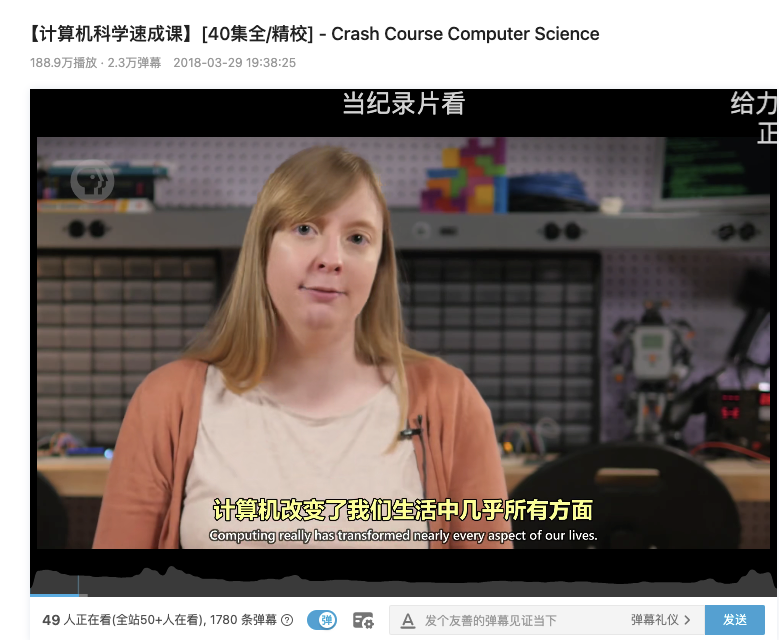 【计算机科学速成课】[40集全/精校] - Crash Course Computer Science
188.9万播放 · 2.3万弹幕 2018-03-29 19:38:25
当纪录片看
给力
正
计算机改变了我们生活中几乎所有方面
Computing really has transformed nearly every aspect of our lives.
49 人正在看(全站50+人在看), 1780 条弹幕
弹
A 发个友善的弹幕见证当下 弹幕礼仪 > 发送